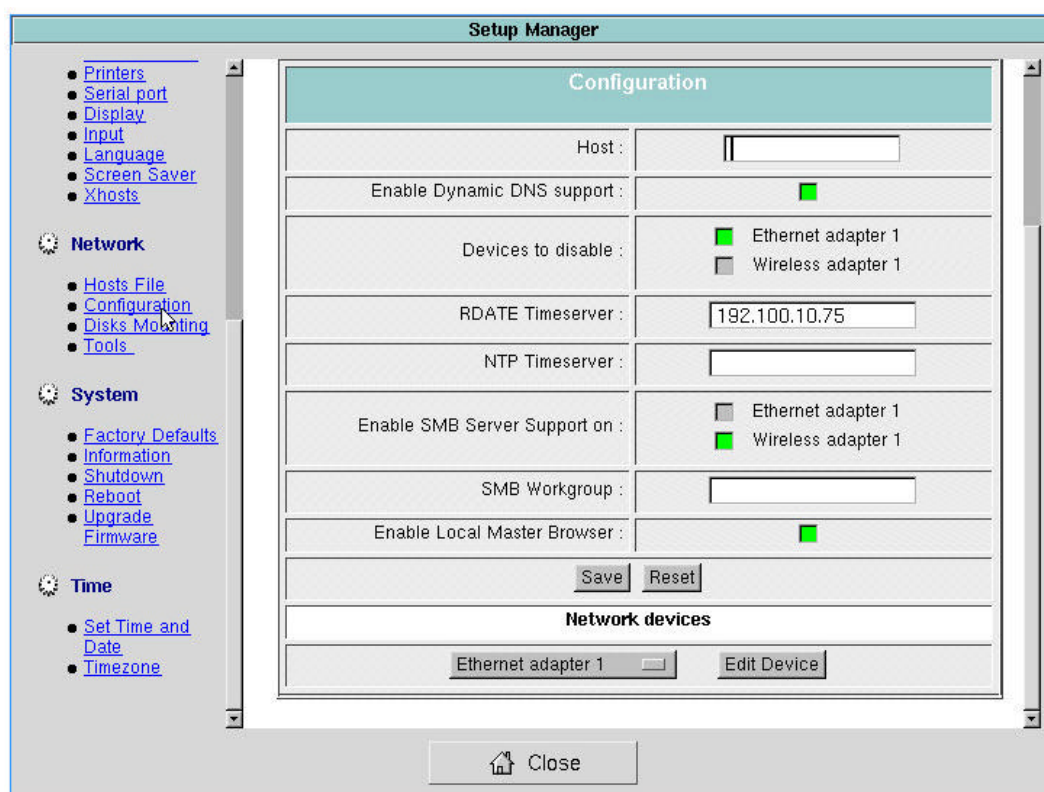 Setup Manager
Printers
Serial port
Display
Input
Language
Screen Saver
Xhosts
Network
Hosts File
Configuration
Disks Mounting
Tools
System
Factory Defaults
Information
Shutdown
Reboot
Upgrade
Firmware
Time
Set Time and
Date
Timezone
Configuration
Host :
Enable Dynamic DNS support :
Devices to disable :
Ethernet adapter 1
Wireless adapter 1
RDATE Timeserver :
192.100.10.75
NTP Timeserver :
Enable SMB Server Support on :
Ethernet adapter 1
Wireless adapter 1
SMB Workgroup :
Enable Local Master Browser :
Save Reset
Network devices
Ethernet adapter 1 Edit Device
Close